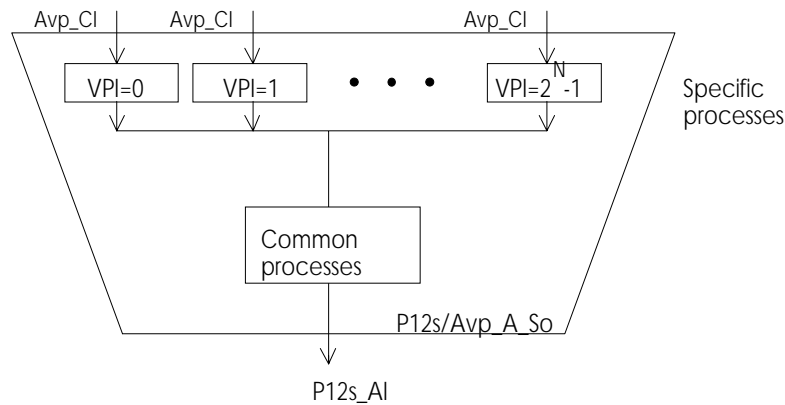 Avp_CI Avp_CI Avp_CI
VPI=0 VPI=1 • • • VPI=2^N-1
Specific
processes
Common
processes
P12s/Avp_A_So
P12s_AI